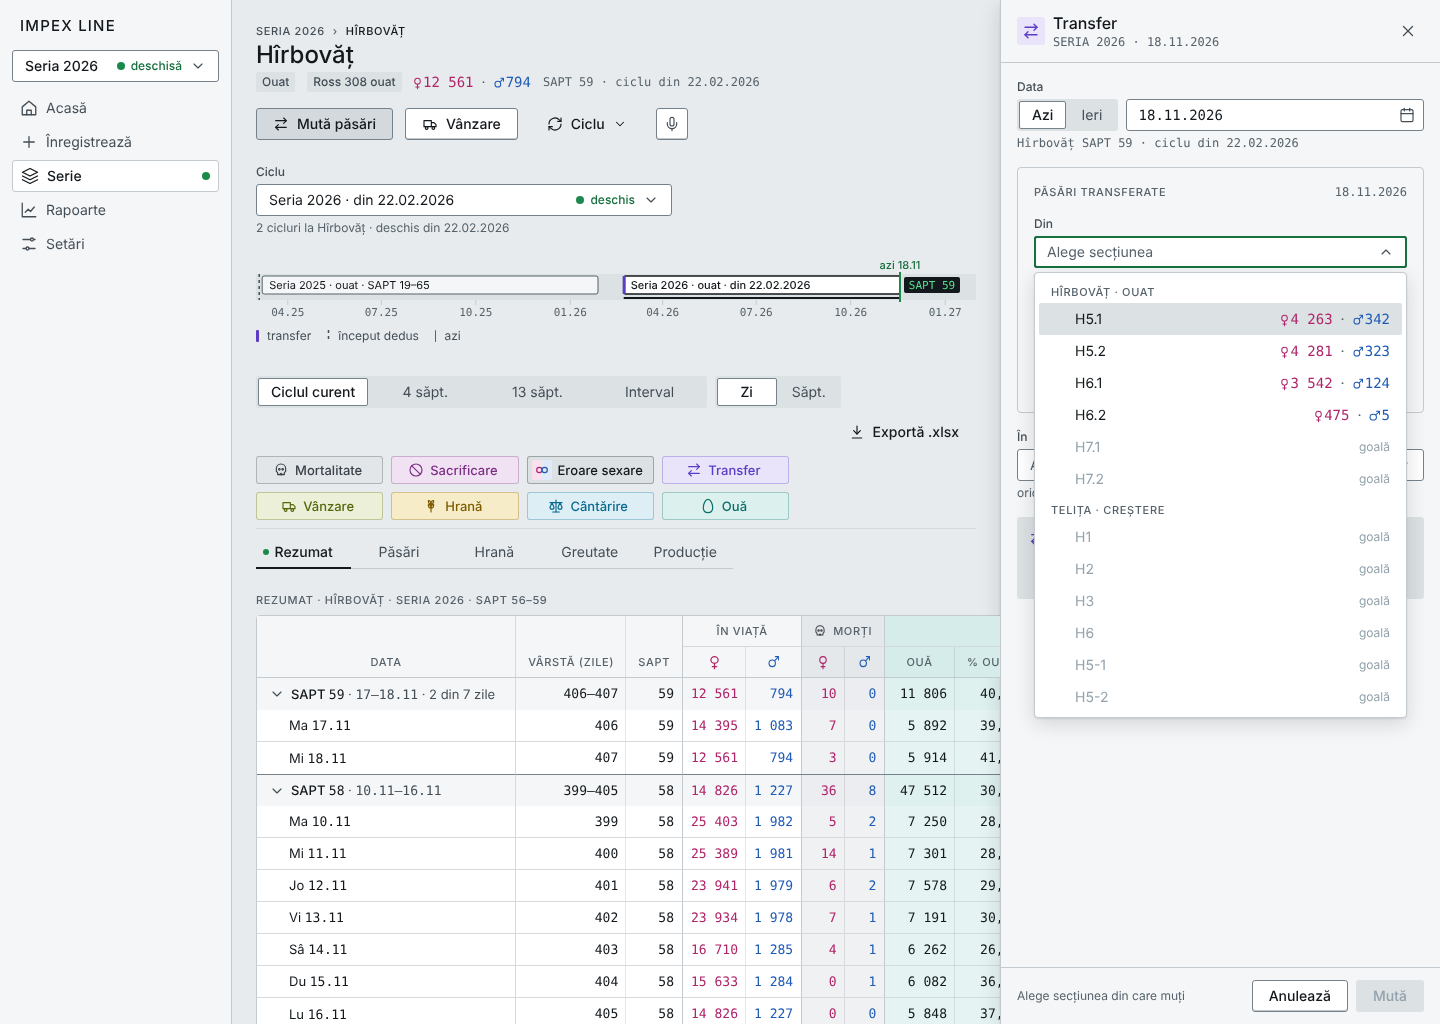 IMPEX LINE
Seria 2026 deschisă
Acasă
Înregistrează
Serie
Rapoarte
Setări
SERIA 2026 › HÎRBOVĂȚ
Hîrbovăț
Ouat Ross 308 ouat ♀12 561 · ♂794 SAPT 59 · ciclu din 22.02.2026
Mută păsări Vânzare Ciclu
Ciclu
Seria 2026 · din 22.02.2026 deschis
2 cicluri la Hîrbovăț · deschis din 22.02.2026
azi 18.11
Seria 2025 · ouat · SAPT 19–65 Seria 2026 · ouat · din 22.02.2026 SAPT 59
04.25 07.25 10.25 01.26 04.26 07.26 10.26 01.27
transfer început dedus azi
Ciclul curent 4 săpt. 13 săpt. Interval Zi Săpt.
Exportă .xlsx
Mortalitate Sacrificare Eroare sexare Transfer
Vânzare Hrană Cântărire Ouă
Rezumat Păsări Hrană Greutate Producție
REZUMAT · HÎRBOVĂȚ · SERIA 2026 · SAPT 56–59
ÎN VIAȚĂ MORȚI
DATA VÂRSTĂ (ZILE) SAPT ♀ ♂ ♀ ♂ OUĂ % OU
SAPT 59 · 17–18.11 · 2 din 7 zile 406–407 59 12 561 794 10 0 11 806 40,
Ma 17.11 406 59 14 395 1 083 7 0 5 892 39,
Mi 18.11 407 59 12 561 794 3 0 5 914 41,
SAPT 58 · 10.11–16.11 399–405 58 14 826 1 227 36 8 47 512 30,
Ma 10.11 399 58 25 403 1 982 5 2 7 250 28,
Mi 11.11 400 58 25 389 1 981 14 1 7 301 28,
Jo 12.11 401 58 23 941 1 979 6 2 7 578 29,
Vi 13.11 402 58 23 934 1 978 7 1 7 191 30,
Sâ 14.11 403 58 16 710 1 285 4 1 6 262 26,
Du 15.11 404 58 15 633 1 284 0 1 6 082 36,
Lu 16.11 405 58 14 826 1 227 0 0 5 848 37,
Transfer
SERIA 2026 · 18.11.2026
Data
Azi Ieri 18.11.2026
Hîrbovăț SAPT 59 · ciclu din 22.02.2026
PĂSĂRI TRANSFERATE 18.11.2026
Din
Alege secțiunea
HÎRBOVĂȚ · OUAT
H5.1 ♀4 263 · ♂342
H5.2 ♀4 281 · ♂323
H6.1 ♀3 542 · ♂124
H6.2 ♀475 · ♂5
H7.1 goală
H7.2 goală
TELIȚA · CREȘTERE
H1 goală
H2 goală
H3 goală
H6 goală
H5-1 goală
H5-2 goală
În
Alege secțiunea din care muți Anulează Mută